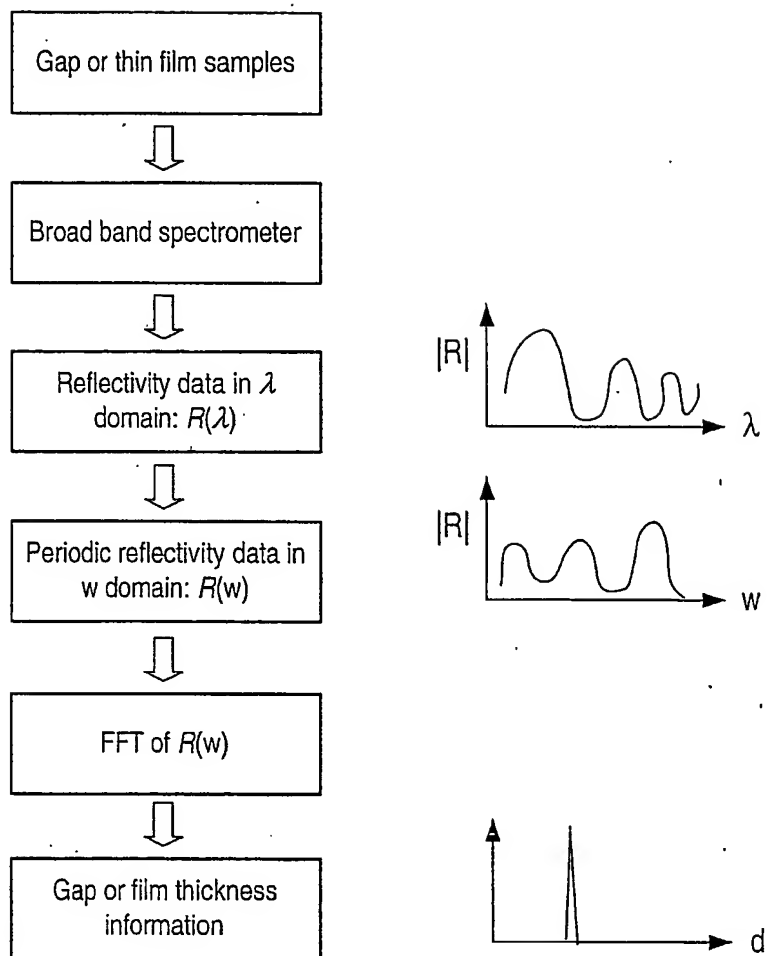 Gap or thin film samples
Broad band spectrometer
Reflectivity data in λ
domain: R(λ)
|R|
λ
Periodic reflectivity data in
w domain: R(w)
|R|
w
FFT of R(w)
Gap or film thickness
information
d